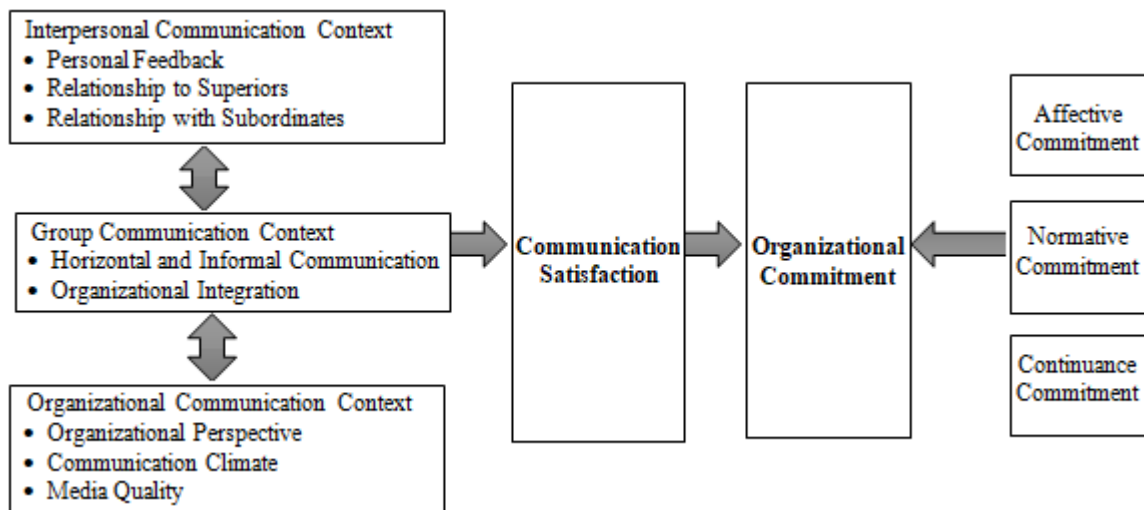 Interpersonal Communication Context
• Personal Feedback
• Relationship to Superiors
• Relationship with Subordinates
Group Communication Context
• Horizontal and Informal Communication
• Organizational Integration
Organizational Communication Context
• Organizational Perspective
• Communication Climate
• Media Quality
Communication
Satisfaction
Organizational
Commitment
Affective
Commitment
Normative
Commitment
Continuance
Commitment